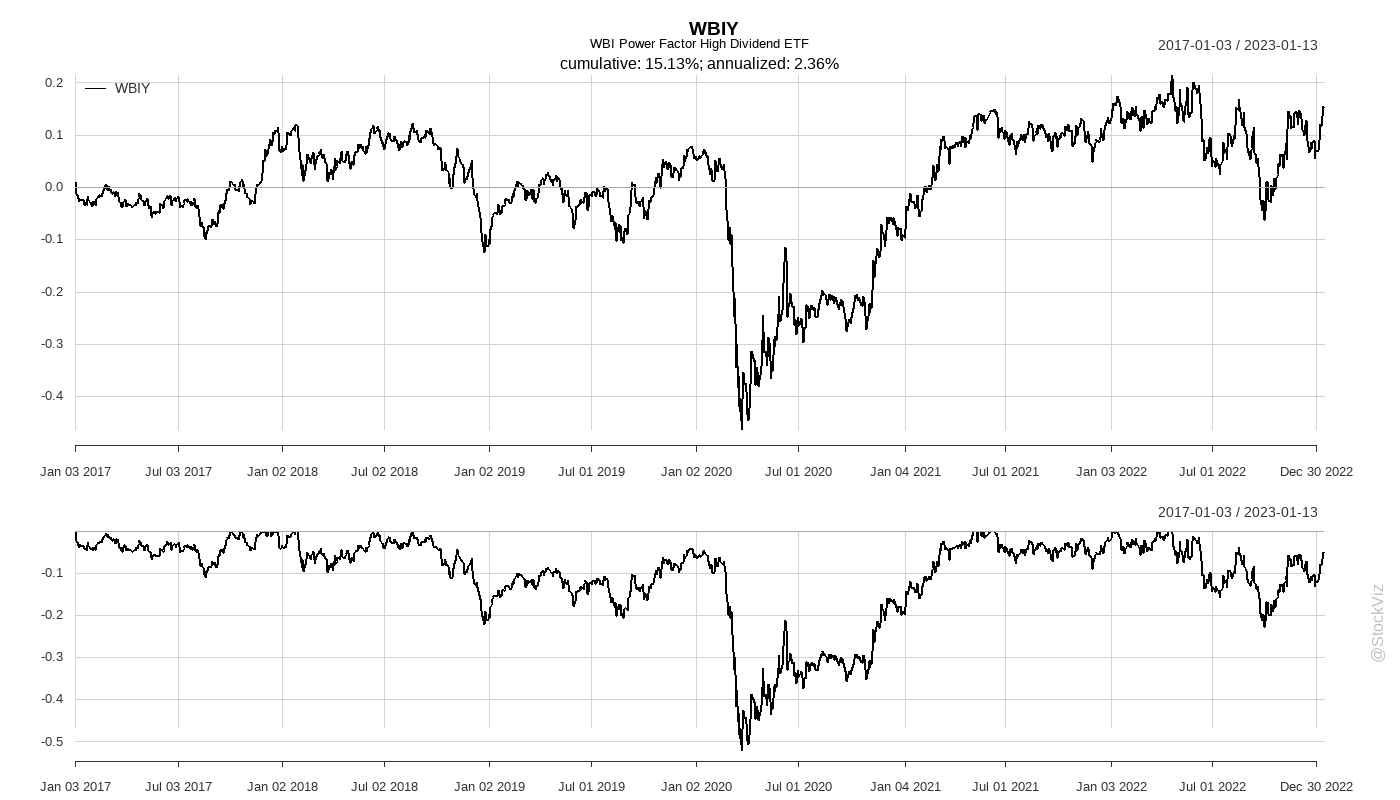 WBIY
WBI Power Factor High Dividend ETF
cumulative: 15.13%; annualized: 2.36%
2017-01-03 / 2023-01-13
WBIY
0.2
0.1
0.0
-0.1
-0.2
-0.3
-0.4
Jan 03 2017 Jul 03 2017 Jan 02 2018 Jul 02 2018 Jan 02 2019 Jul 01 2019 Jan 02 2020 Jul 01 2020 Jan 04 2021 Jul 01 2021 Jan 03 2022 Jul 01 2022 Dec 30 2022
2017-01-03 / 2023-01-13
-0.1
-0.2
-0.3
-0.4
-0.5
Jan 03 2017 Jul 03 2017 Jan 02 2018 Jul 02 2018 Jan 02 2019 Jul 01 2019 Jan 02 2020 Jul 01 2020 Jan 04 2021 Jul 01 2021 Jan 03 2022 Jul 01 2022 Dec 30 2022
@StockViz